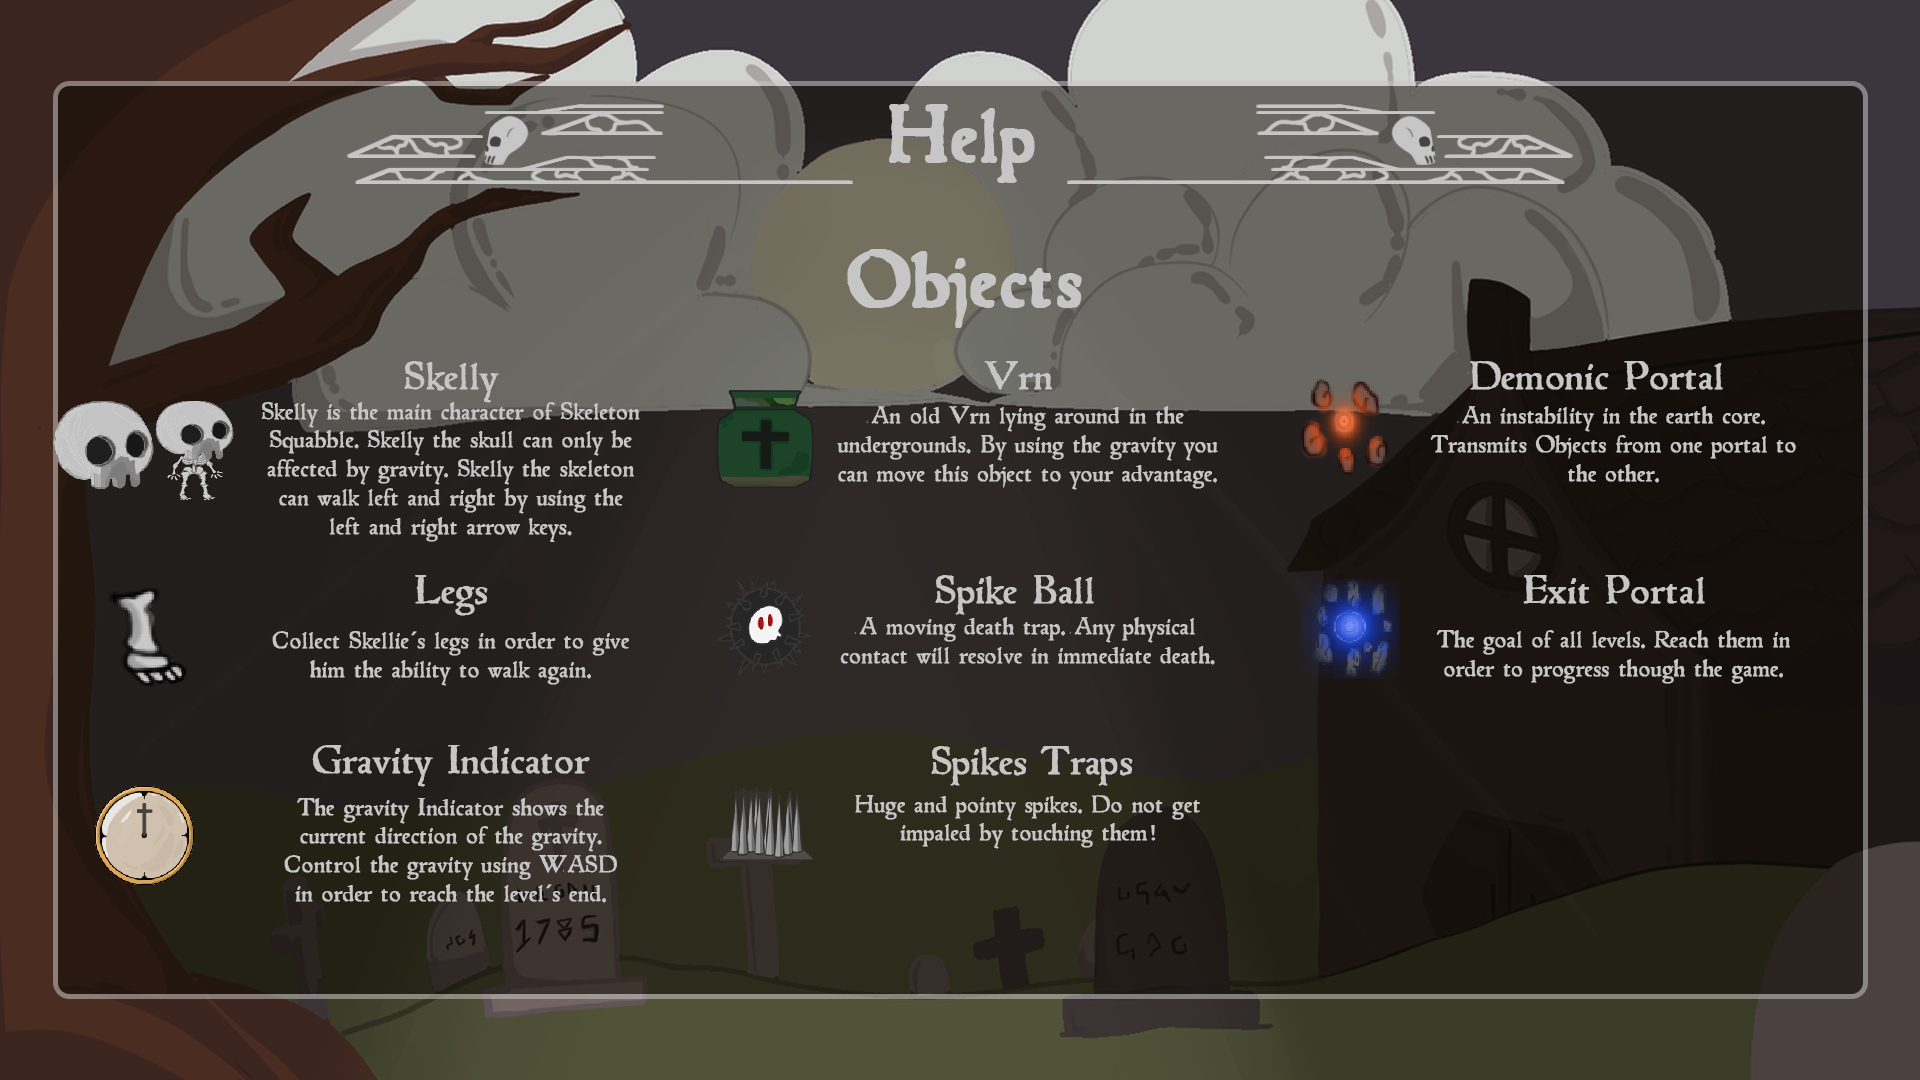 Help
Objects
Skelly
Skelly is the main character of Skeleton
Squabble. Skelly the skull can only be
affected by gravity. Skelly the skeleton
can walk left and right by using the
left and right arrow keys.
Vrn
An old Vrn lying around in the
undergrounds. By using the gravity you
can move this object to your advantage.
Demonic Portal
An instability in the earth core.
Transmits Objects from one portal to
the other.
Legs
Collect Skellie´s legs in order to give
him the ability to walk again.
Spike Ball
A moving death trap. Any physical
contact will resolve in immediate death.
Exit Portal
The goal of all levels. Reach them in
order to progress though the game.
Gravity Indicator
The gravity Indicator shows the
current direction of the gravity.
Control the gravity using WASD
in order to reach the level´s end.
Spikes Traps
Huge and pointy spikes. Do not get
impaled by touching them!
1785